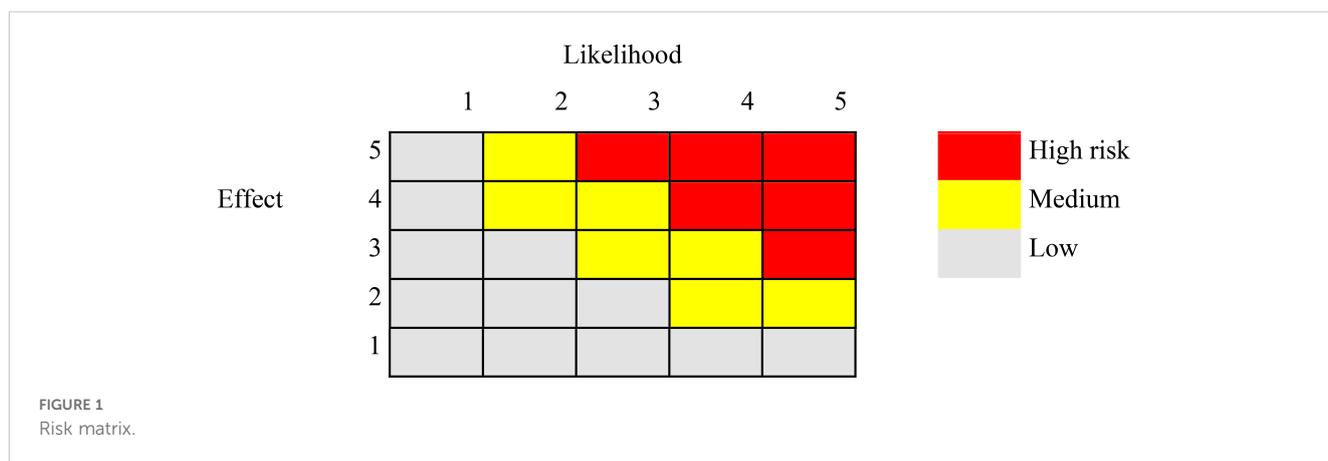 Likelihood
1 2 3 4 5
5
Effect 4
3
2
1
High risk
Medium
Low
FIGURE 1
Risk matrix.